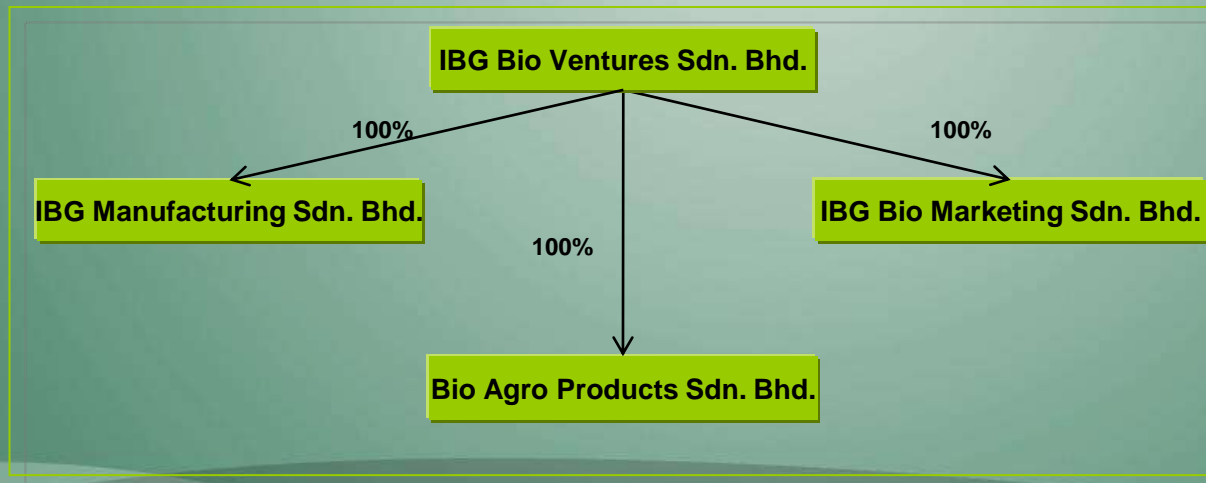 IBG Bio Ventures Sdn. Bhd.
100%
100%
IBG Manufacturing Sdn. Bhd.
IBG Bio Marketing Sdn. Bhd.
100%
Bio Agro Products Sdn. Bhd.